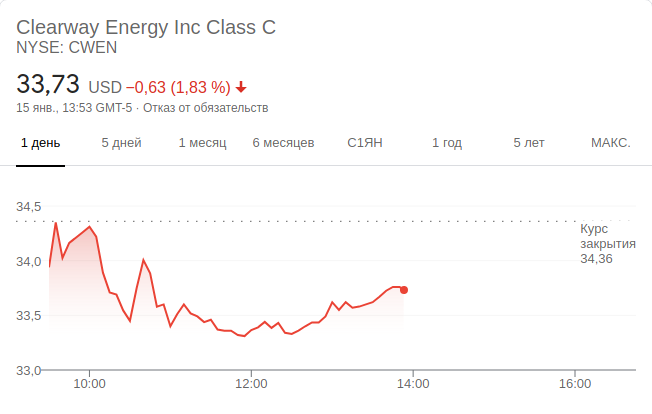 Clearway Energy Inc Class C
NYSE: CWEN
33,73 USD −0,63 (1,83 %)
15 янв., 13:53 GMT-5 · Отказ от обязательств
1 день 5 дней 1 месяц 6 месяцев С1ЯН 1 год 5 лет МАКС.
34,5
Курс
закрытия
34,36
34,0
33,5
33,0
10:00 12:00 14:00 16:00